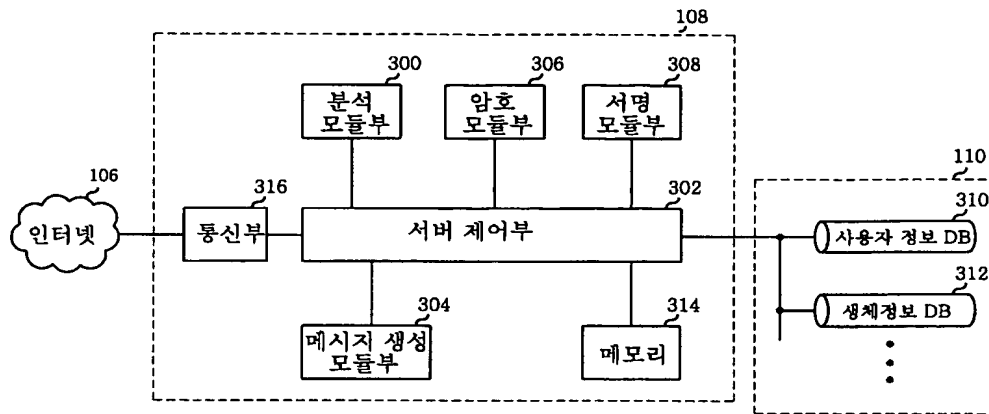 108
300
306
308
분석
모듈부
암호
모듈부
서명
모듈부
106
316
302
110
310
인터넷
통신부
서버 제어부
사용자 정보 DB
312
생체정보 DB
304
314
메시지 생성
모듈부
메모리